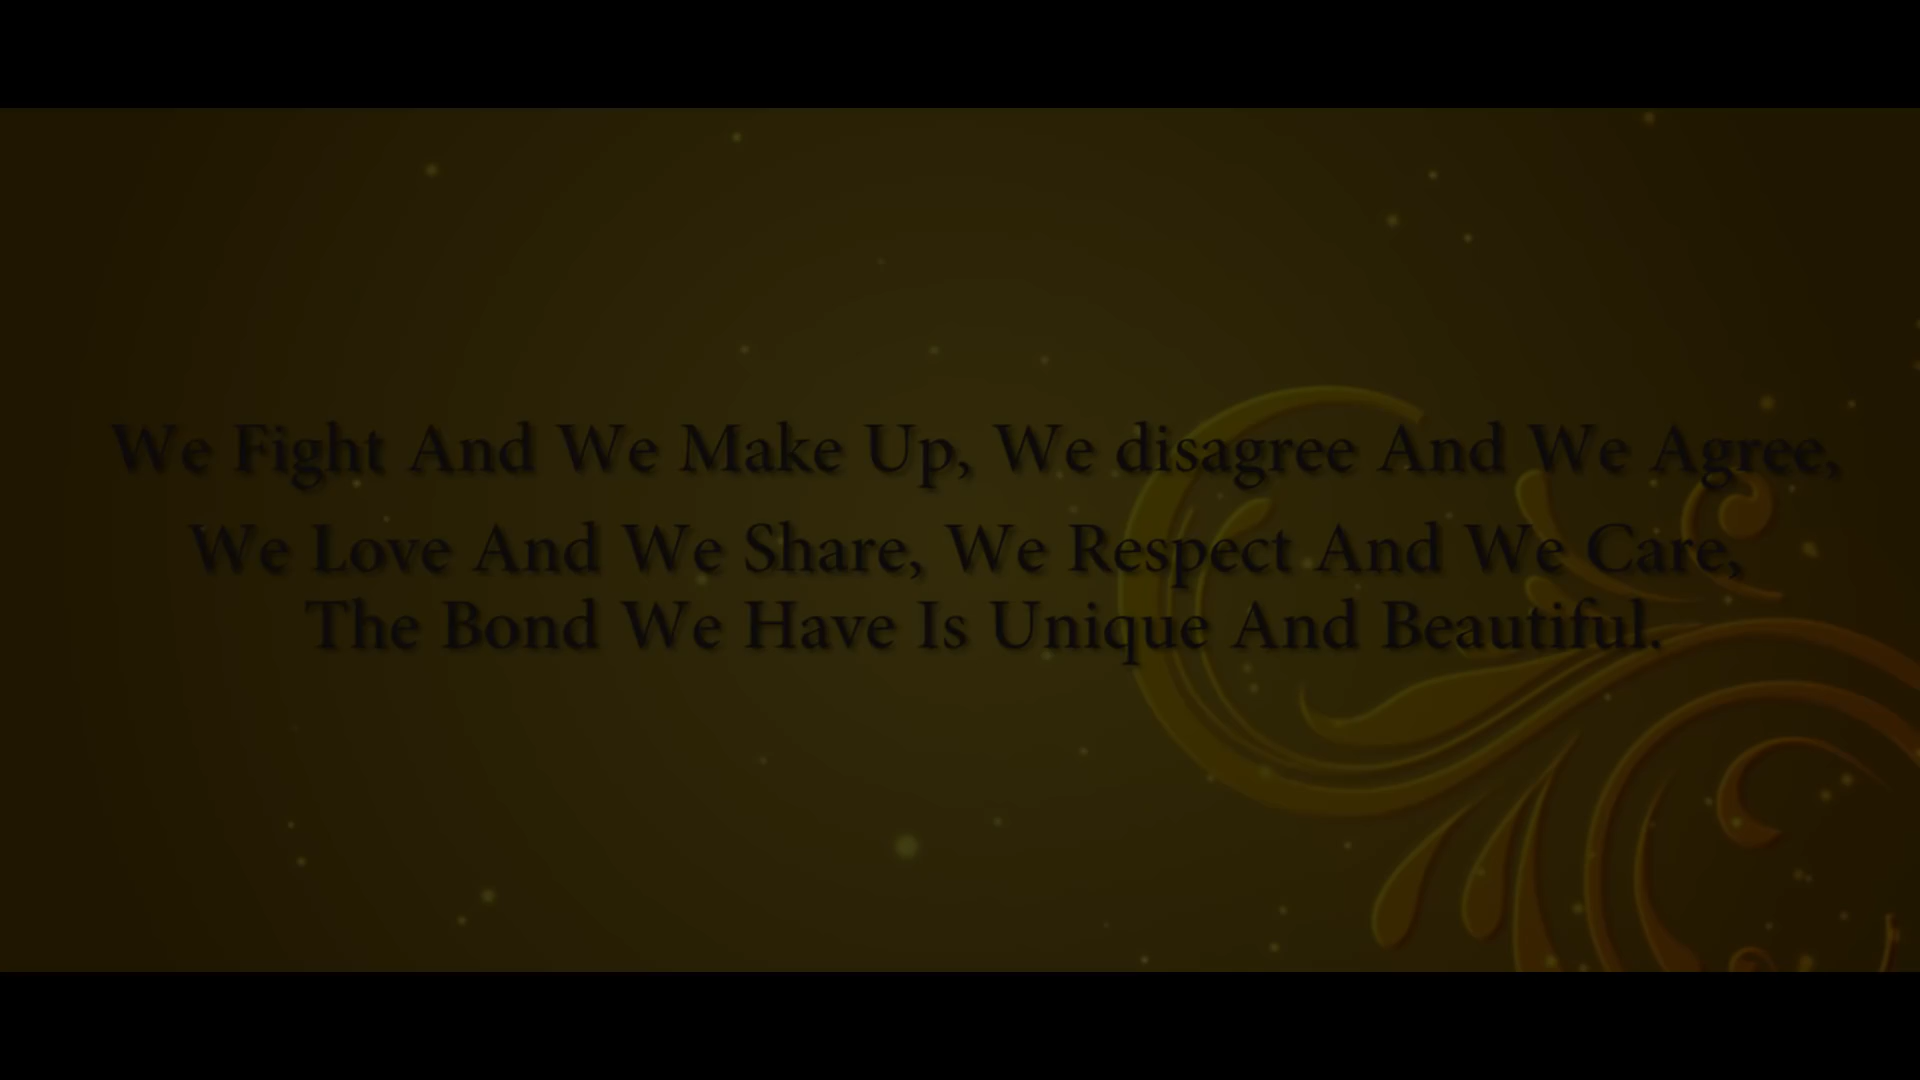 We Fight And We Make Up, We disagree And We Agree,
We Love And We Share, We Respect And We Care,
The Bond We Have Is Unique And Beautiful.